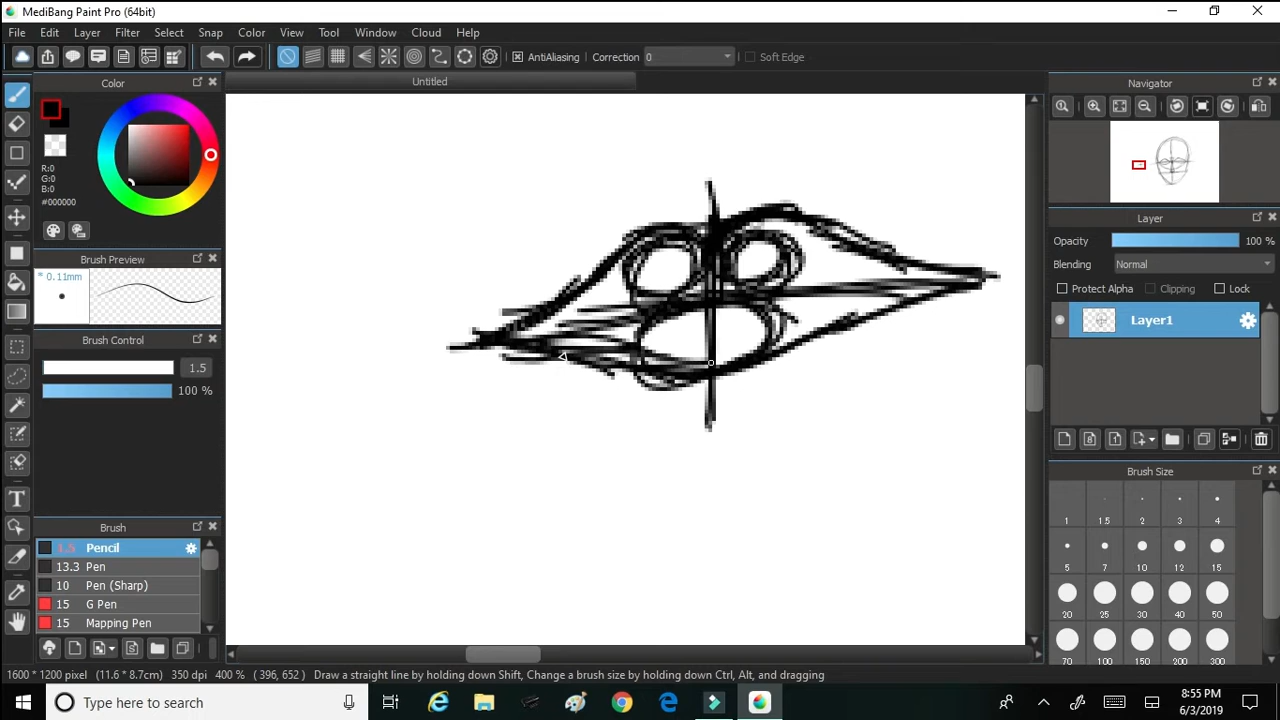 MediBang Paint Pro (64bit)
File Edit Layer Filter Select Snap Color View Tool Window Cloud Help
AntiAliasing Correction 0 Soft Edge
Untitled
Color
R:0
G:0
B:0
#000000
Brush Preview
* 0.11mm
Brush Control
1.5
100 %
Brush
1.5 Pencil
13.3 Pen
10 Pen (Sharp)
15 G Pen
15 Mapping Pen
Navigator
Layer
Opacity 100 %
Blending Normal
Protect Alpha Clipping Lock
Layer1
Brush Size
1 1.5 2 3 4
5 7 10 12 15
20 25 30 40 50
70 100 150 200 300
1600 * 1200 pixel (11.6 * 8.7cm) 350 dpi 400 % ( 396, 652 ) Draw a straight line by holding down Shift, Change a brush size by holding down Ctrl, Alt, and dragging
Type here to search
8:55 PM
6/3/2019